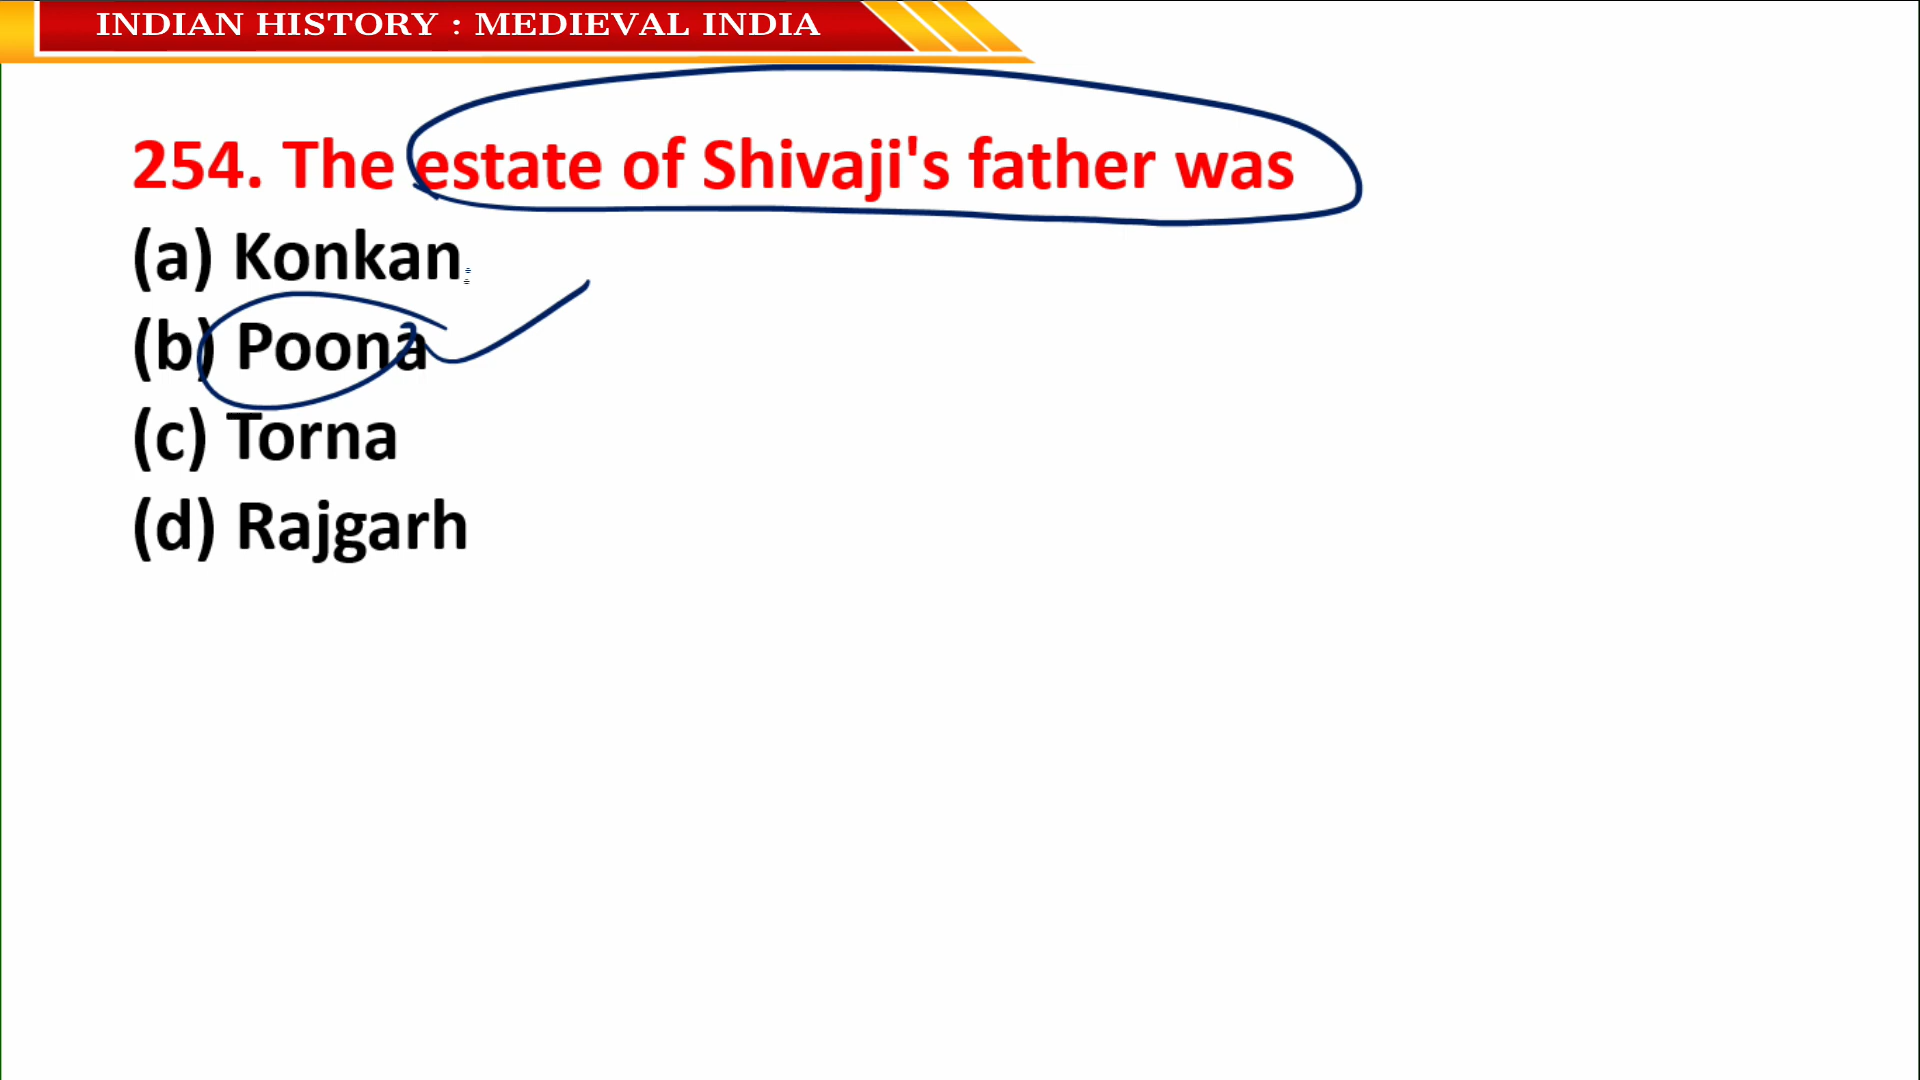 INDIAN HISTORY : MEDIEVAL INDIA
254. The estate of Shivaji's father was
(a) Konkan
(b) Poona
(c) Torna
(d) Rajgarh